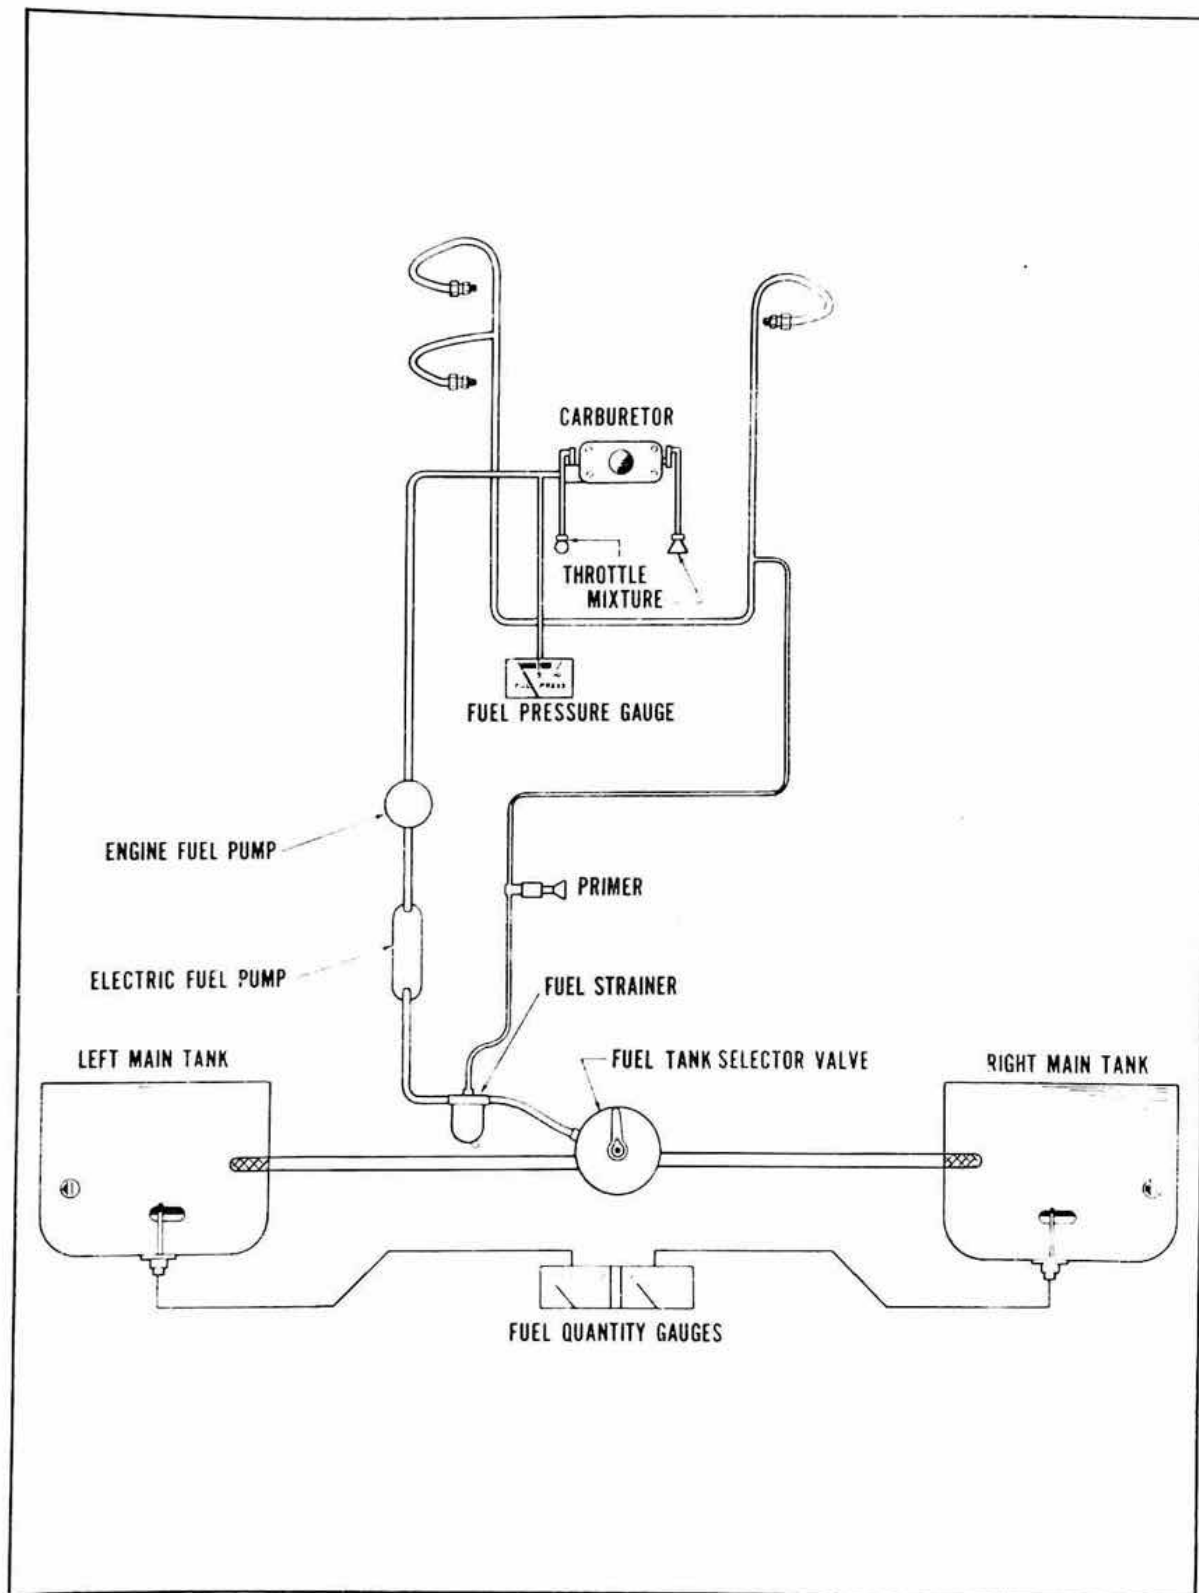 CARBURETOR
THROTTLE
MIXTURE
FUEL PRESSURE GAUGE
ENGINE FUEL PUMP
PRIMER
ELECTRIC FUEL PUMP
FUEL STRAINER
LEFT MAIN TANK
FUEL TANK SELECTOR VALVE
RIGHT MAIN TANK
FUEL QUANTITY GAUGES